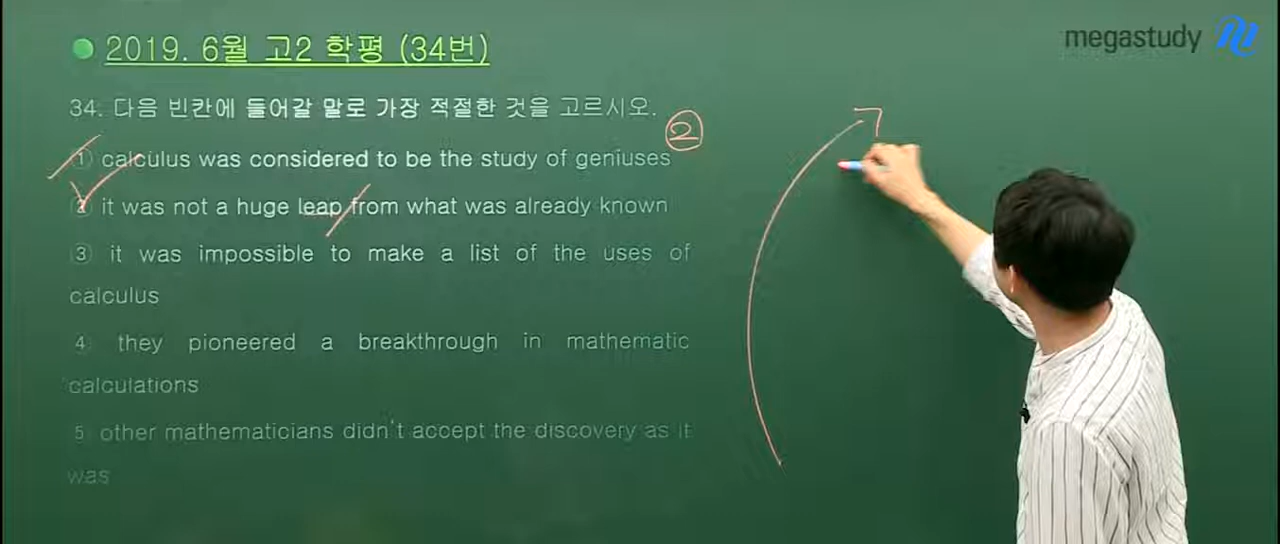 2019. 6월 고2 학평 (34번)
megastudy
34. 다음 빈칸에 들어갈 말로 가장 적절한 것을 고르시오.
②
① calculus was considered to be the study of geniuses
② it was not a huge leap from what was already known
③ it was impossible to make a list of the uses of
calculus
④ they pioneered a breakthrough in mathematic
calculations
⑤ other mathematicians didn't accept the discovery as it
was